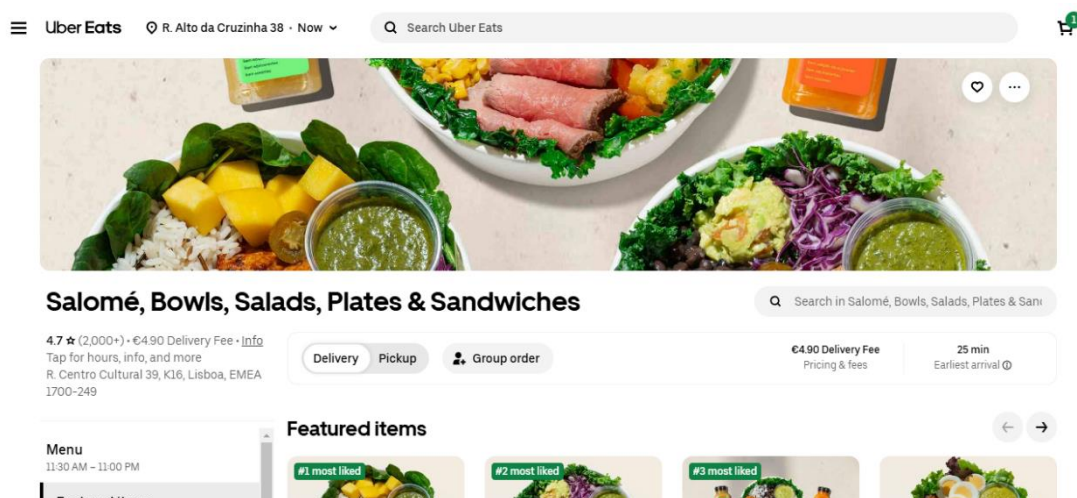 Uber Eats
R. Alto da Cruzinha 38 · Now
Search Uber Eats
1
Salomé, Bowls, Salads, Plates & Sandwiches
Search in Salomé, Bowls, Salads, Plates & San
4.7 ★ (2,000+) • €4.90 Delivery Fee • Info
Tap for hours, info, and more
R. Centro Cultural 39, K16, Lisboa, EMEA
1700-249
Delivery
Pickup
Group order
€4.90 Delivery Fee
Pricing & fees
25 min
Earliest arrival
Menu
11:30 AM – 11:00 PM
Featured items
#1 most liked
#2 most liked
#3 most liked